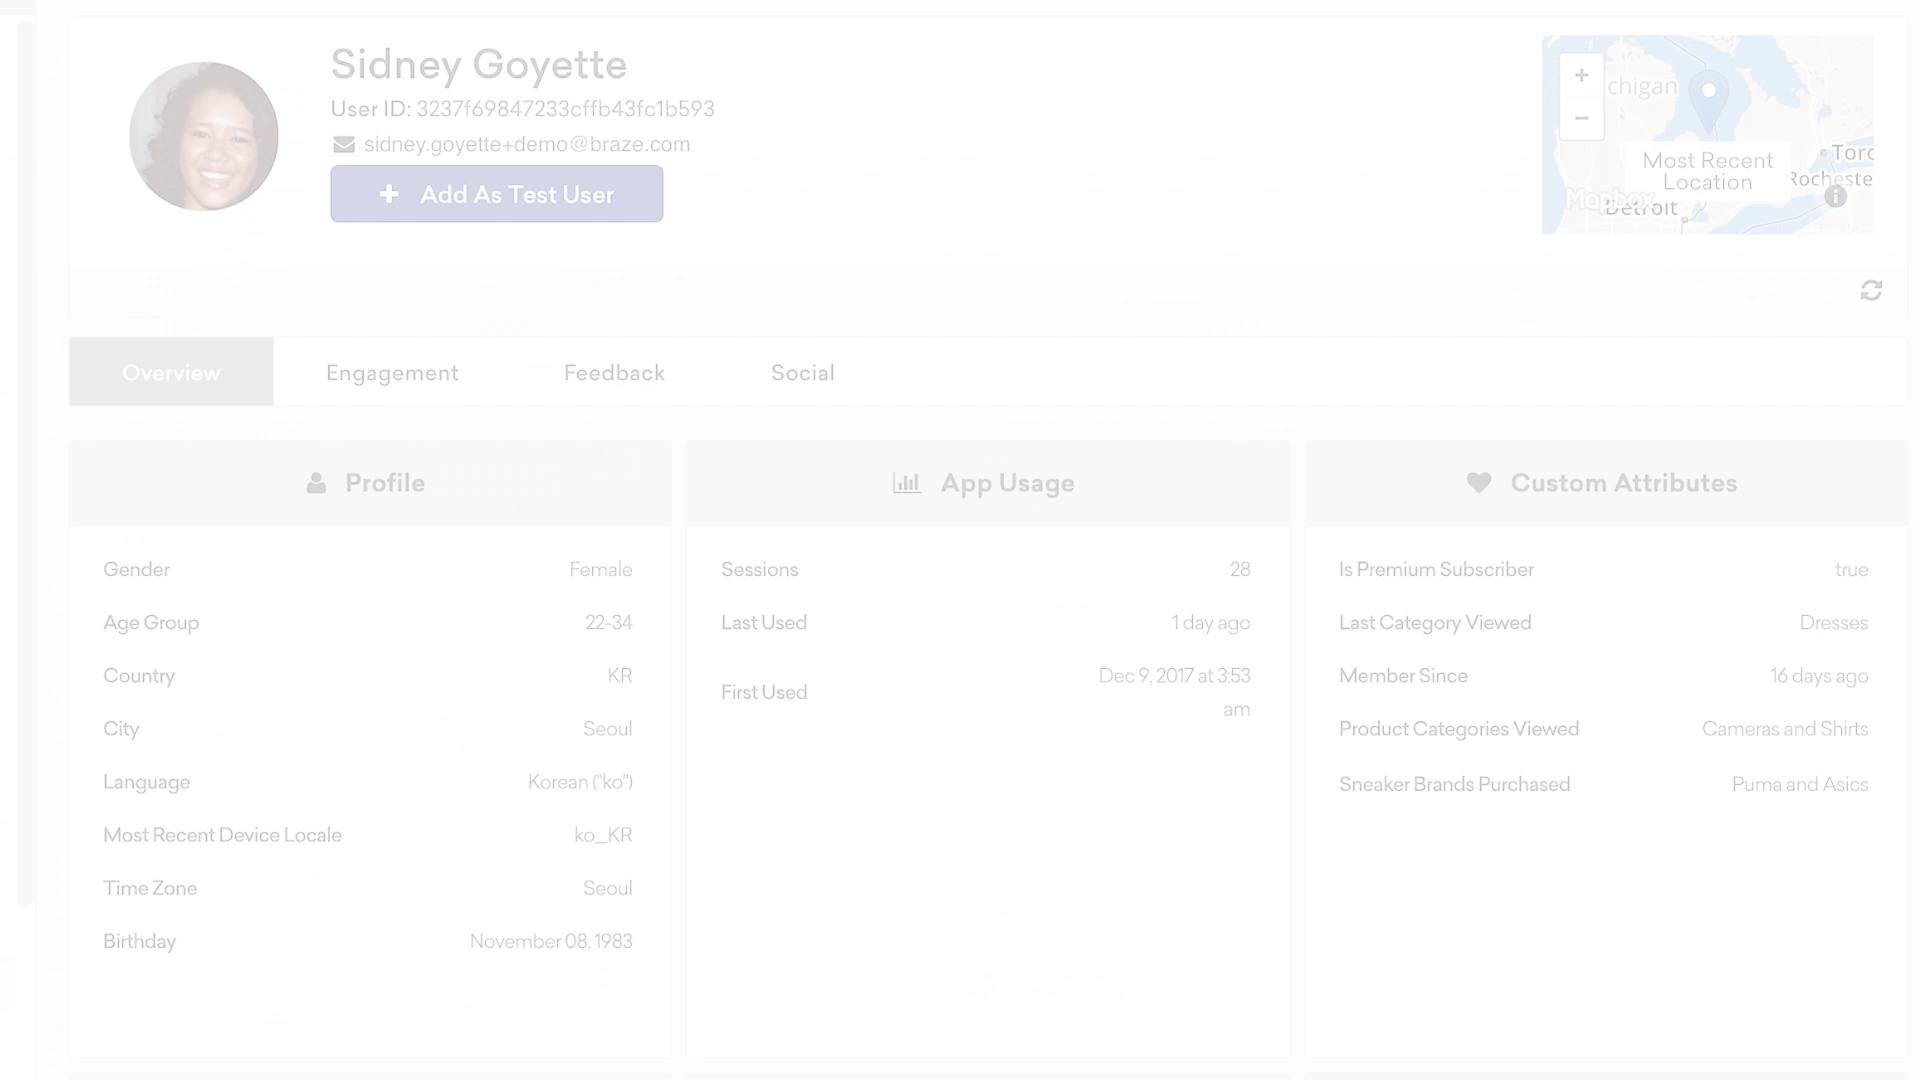 Sidney Goyette
User ID: 3237f69847233cffb43fc1b593
sidney.goyette+demo@braze.com
+ Add As Test User
+
−
chigan
Most Recent
Location
Toro
Rocheste
Mapbox
Detroit
Overview Engagement Feedback Social
Profile
Gender Female
Age Group 22-34
Country KR
City Seoul
Language Korean ("ko")
Most Recent Device Locale ko_KR
Time Zone Seoul
Birthday November 08, 1983
App Usage
Sessions 28
Last Used 1 day ago
First Used Dec 9, 2017 at 3:53
am
Custom Attributes
Is Premium Subscriber true
Last Category Viewed Dresses
Member Since 16 days ago
Product Categories Viewed Cameras and Shirts
Sneaker Brands Purchased Puma and Asics